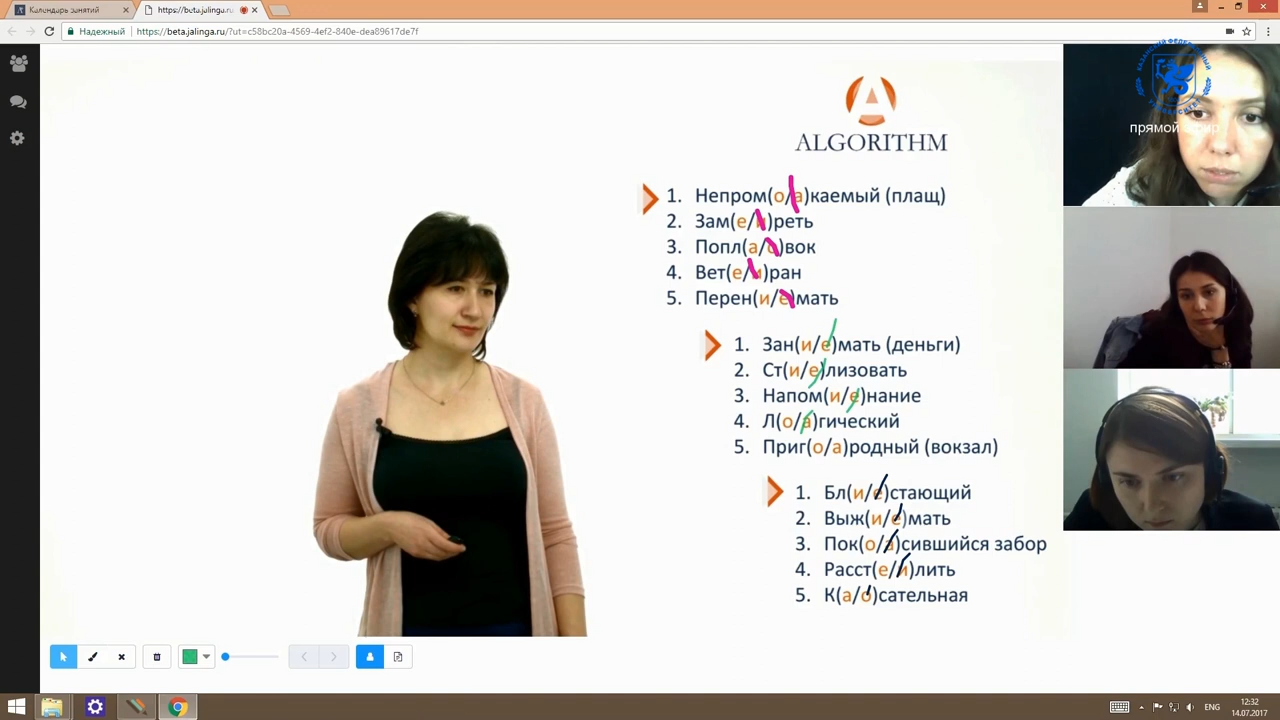 Календарь занятий
https://beta.jalinga.ru
Надежный
https://beta.jalinga.ru/?ut=c58bc20a-4569-4ef2-840e-dea89617de7f
КАЗАНСКИЙ ФЕДЕРАЛЬНЫЙ УНИВЕРСИТЕТ
прямой эфир
ALGORITHM
1. Непром(о/а)каемый (плащ)
2. Зам(е/и)реть
3. Попл(а/о)вок
4. Вет(е/и)ран
5. Перен(и/е)мать
1. Зан(и/е)мать (деньги)
2. Ст(и/е)лизовать
3. Напом(и/е)нание
4. Л(о/а)гический
5. Приг(о/а)родный (вокзал)
1. Бл(и/е)стающий
2. Выж(и/е)мать
3. Пок(о/а)сившийся забор
4. Расст(е/и)лить
5. К(а/о)сательная
ENG
12:32
14.07.2017